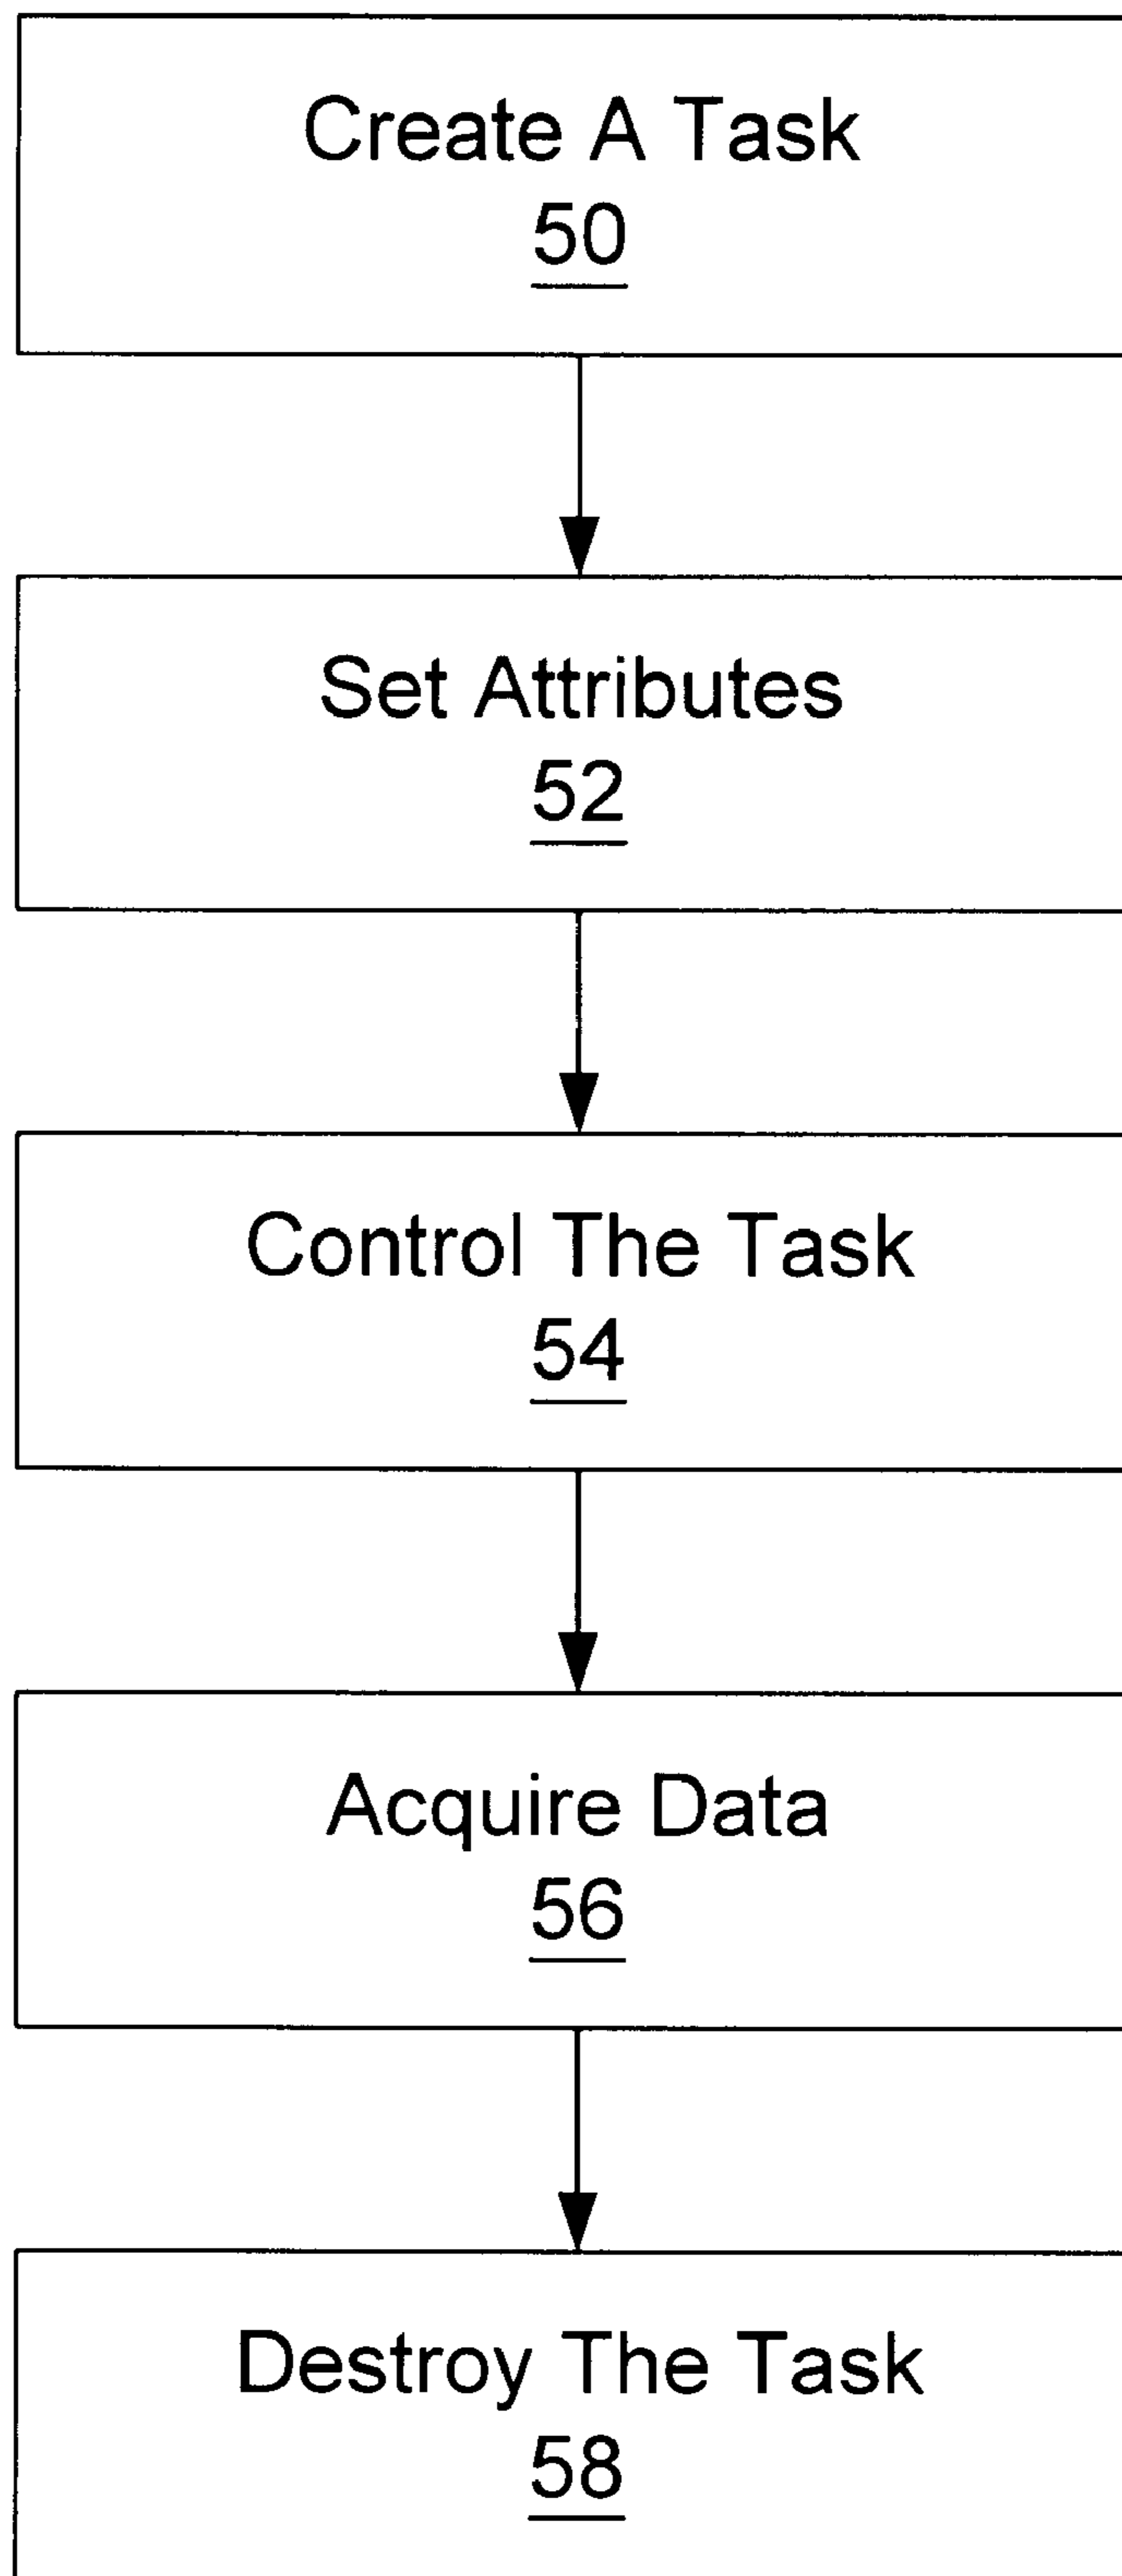 Create A Task
50
Set Attributes
52
Control The Task
54
Acquire Data
56
Destroy The Task
58